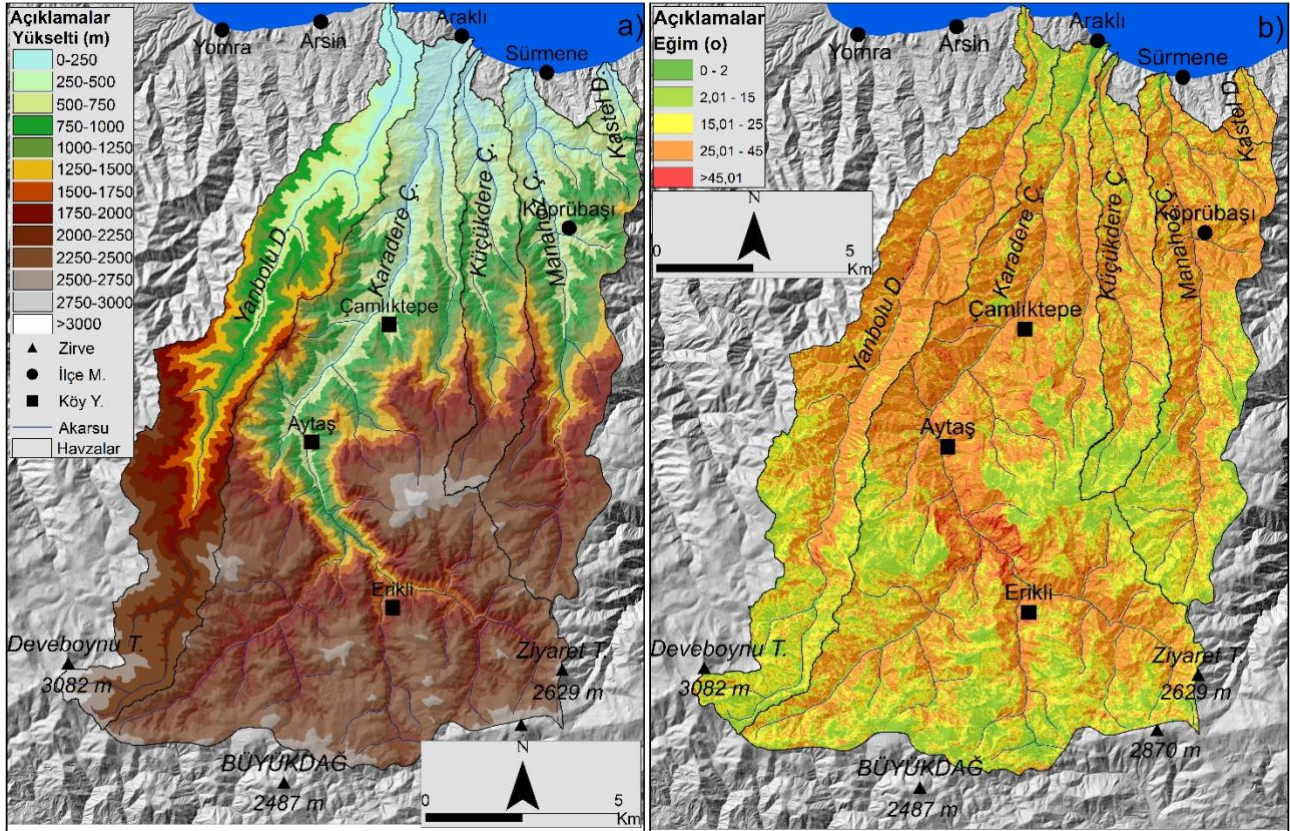 Açıklamalar
Yükselti (m)
0-250
250-500
500-750
750-1000
1000-1250
1250-1500
1500-1750
1750-2000
2000-2250
2250-2500
2500-2750
2750-3000
>3000
Zirve
İlçe M.
Köy Y.
Akarsu
Havzalar
a)
Yomra
Arsin
Araklı
Sürmene
Kastel D.
Yanbolu D.
Karadere Ç.
Küçükdere Ç.
Manahoz Ç.
Köprübaşı
Çamlıktepe
Aytaş
Erikli
Deveboynu T.
3082 m
Ziyaret T.
2629 m
BÜYÜKDAĞ
2487 m
N
0
5
Km
Açıklamalar
Eğim (o)
0 - 2
2,01 - 15
15,01 - 25
25,01 - 45
>45,01
N
0
5
Km
b)
Yomra
Arsin
Araklı
Sürmene
Kastel D.
Yanbolu D.
Karadere Ç.
Küçükdere Ç.
Manahoz Ç.
Köprübaşı
Çamlıktepe
Aytaş
Erikli
Deveboynu T.
3082 m
Ziyaret T.
2629 m
2870 m
BÜYÜKDAĞ
2487 m